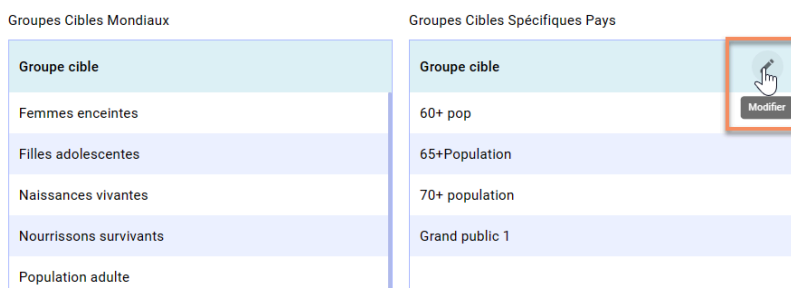 Groupes Cibles Mondiaux
Groupe cible
Femmes enceintes
Filles adolescentes
Naissances vivantes
Nourrissons survivants
Population adulte
Groupes Cibles Spécifiques Pays
Groupe cible
Modifier
60+ pop
65+Population
70+ population
Grand public 1